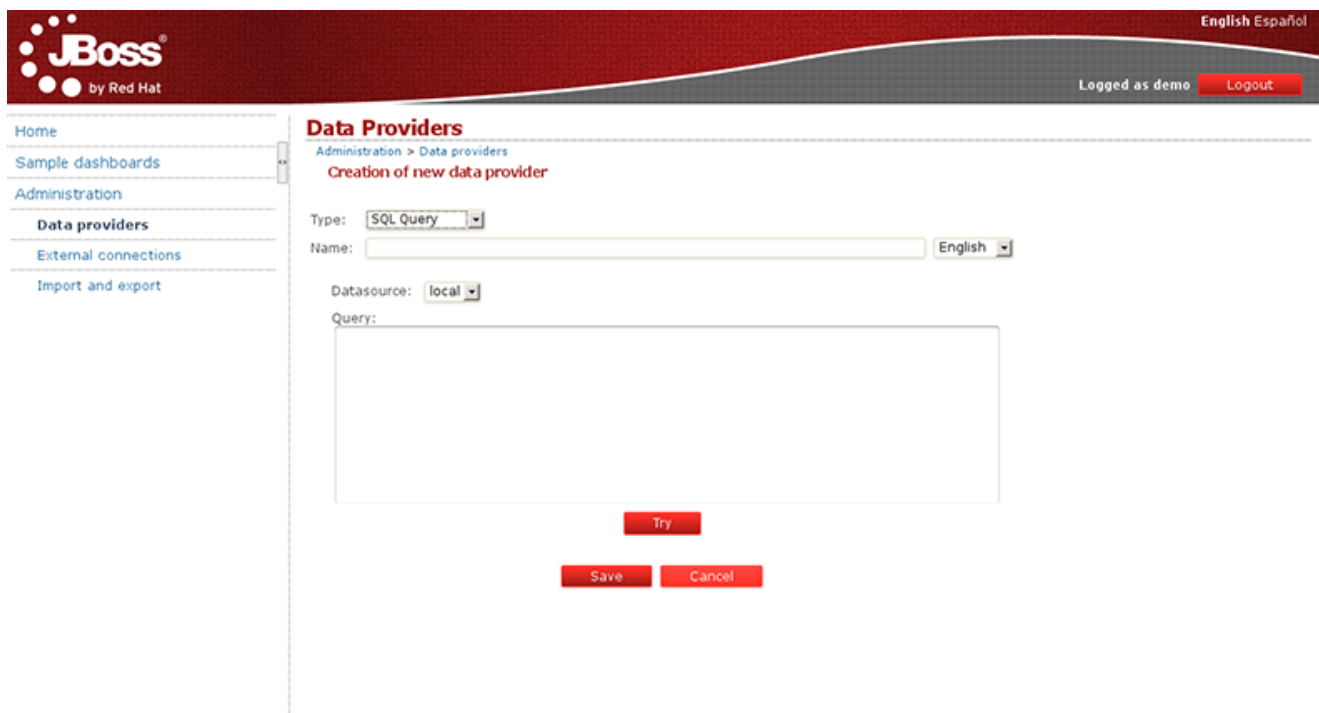 English Español
JBoss®
by Red Hat
Logged as demo Logout
Home
Sample dashboards
Administration
Data providers
External connections
Import and export
Data Providers
Administration > Data providers
Creation of new data provider
Type: SQL Query
Name: English
Datasource: local
Query:
Try
Save Cancel